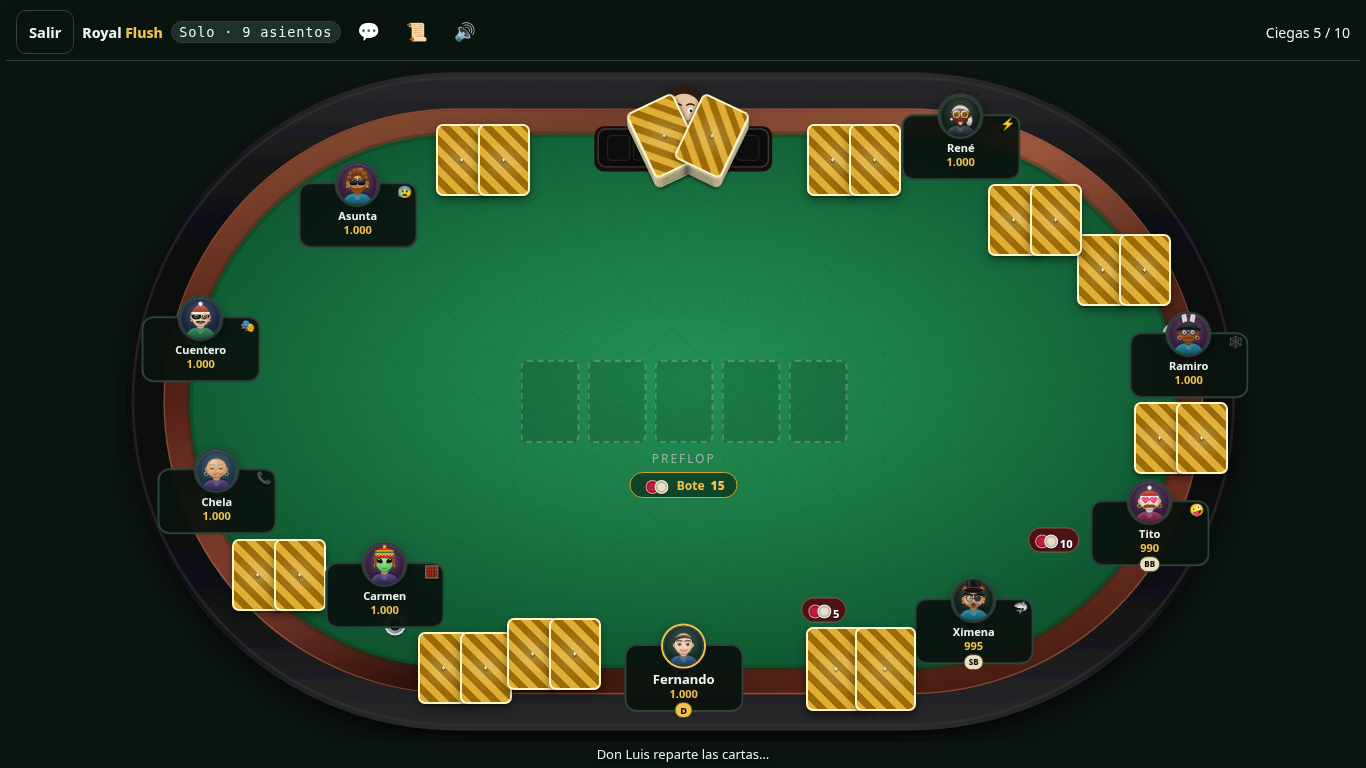 Salir
Royal Flush
Solo · 9 asientos
Ciegas 5 / 10
René
1.000
Asunta
1.000
Cuentero
1.000
Ramiro
1.000
PREFLOP
Bote 15
Chela
1.000
Tito
990
BB
10
Carmen
1.000
5
Ximena
995
SB
Fernando
1.000
D
Don Luis reparte las cartas...